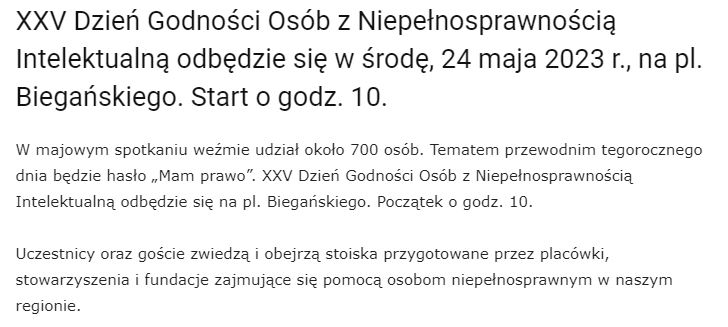 XXV Dzień Godności Osób z Niepełnosprawnością
Intelektualną odbędzie się w środę, 24 maja 2023 r., na pl.
Biegańskiego. Start o godz. 10.
W majowym spotkaniu weźmie udział około 700 osób. Tematem przewodnim tegorocznego
dnia będzie hasło „Mam prawo”. XXV Dzień Godności Osób z Niepełnosprawnością
Intelektualną odbędzie się na pl. Biegańskiego. Początek o godz. 10.
Uczestnicy oraz goście zwiedzą i obejrzą stoiska przygotowane przez placówki,
stowarzyszenia i fundacje zajmujące się pomocą osobom niepełnosprawnym w naszym
regionie.